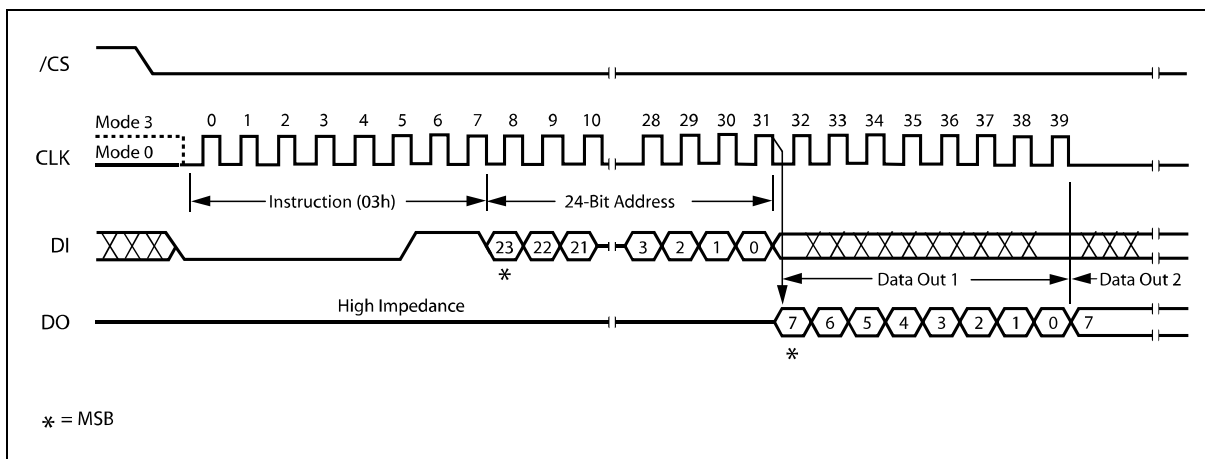 /CS
Mode 3
0 1 2 3 4 5 6 7 8 9 10 28 29 30 31 32 33 34 35 36 37 38 39
CLK
Mode 0
Instruction (03h) 24-Bit Address
DI
23 22 21 3 2 1 0
*
Data Out 1 Data Out 2
High Impedance
DO
7 6 5 4 3 2 1 0 7
*
* = MSB